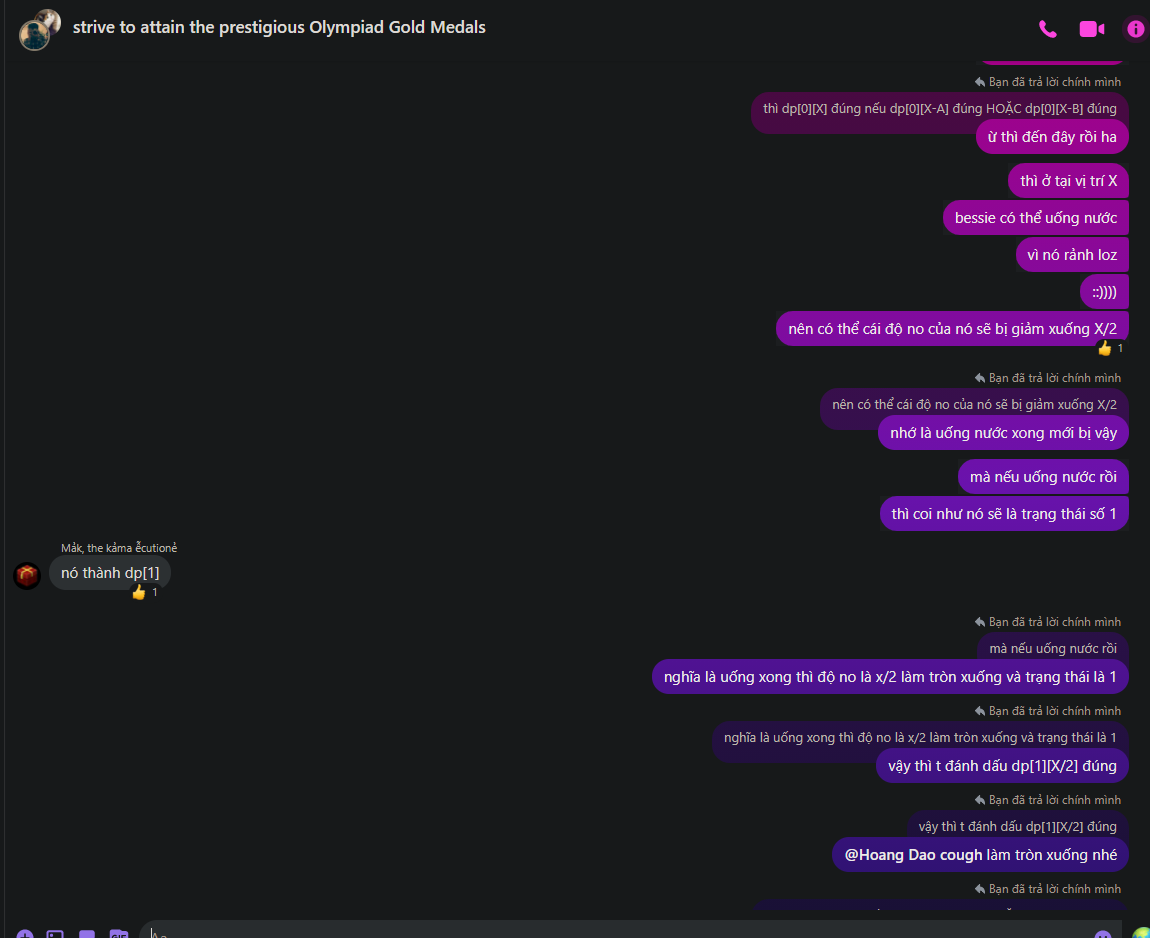 strive to attain the prestigious Olympiad Gold Medals
Bạn đã trả lời chính mình
thì dp[0][X] đúng nếu dp[0][X-A] đúng HOẶC dp[0][X-B] đúng
ừ thì đến đây rồi ha
thì ở tại vị trí X
bessie có thể uống nước
vì nó rảnh loz
::))))
nên có thể cái độ no của nó sẽ bị giảm xuống X/2
👍 1
Bạn đã trả lời chính mình
nên có thể cái độ no của nó sẽ bị giảm xuống X/2
nhớ là uống nước xong mới bị vậy
mà nếu uống nước rồi
thì coi như nó sẽ là trạng thái số 1
Mảk, the kảma ễcutionẻ
nó thành dp[1]
👍 1
Bạn đã trả lời chính mình
mà nếu uống nước rồi
nghĩa là uống xong thì độ no là x/2 làm tròn xuống và trạng thái là 1
Bạn đã trả lời chính mình
nghĩa là uống xong thì độ no là x/2 làm tròn xuống và trạng thái là 1
vậy thì t đánh dấu dp[1][X/2] đúng
Bạn đã trả lời chính mình
vậy thì t đánh dấu dp[1][X/2] đúng
@Hoang Dao cough làm tròn xuống nhé
Bạn đã trả lời chính mình
GIF
Aa